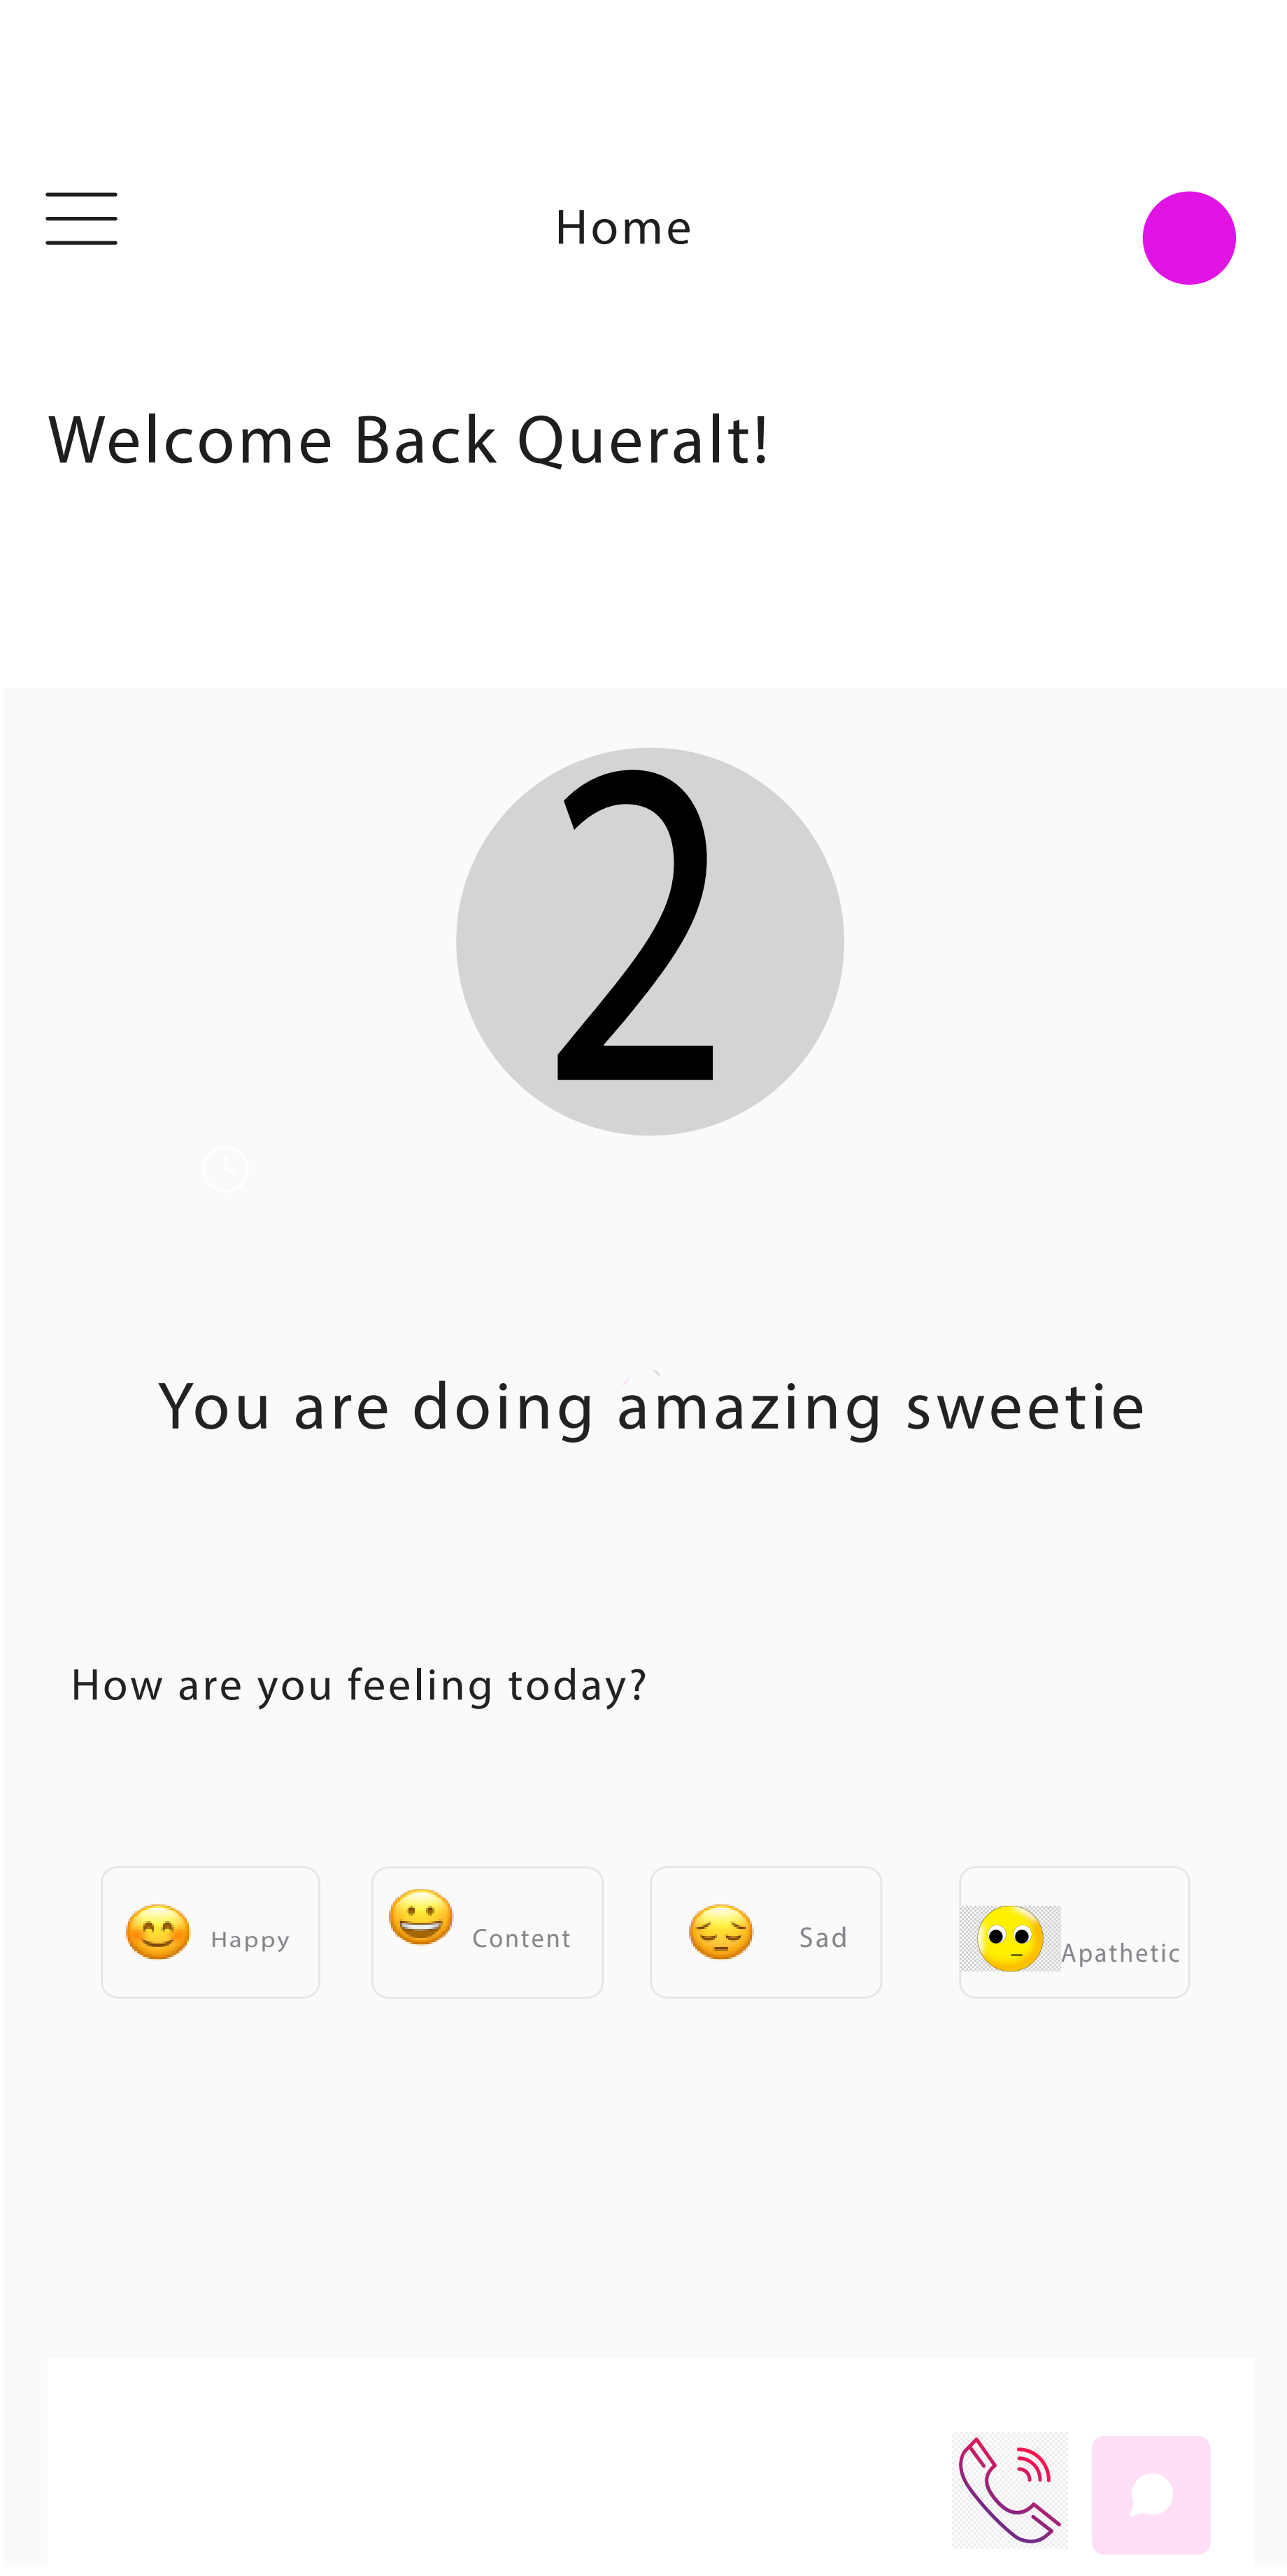 Home
Welcome Back Queralt!
2
You are doing amazing sweetie
How are you feeling today?
Happy
Content
Sad
Apathetic